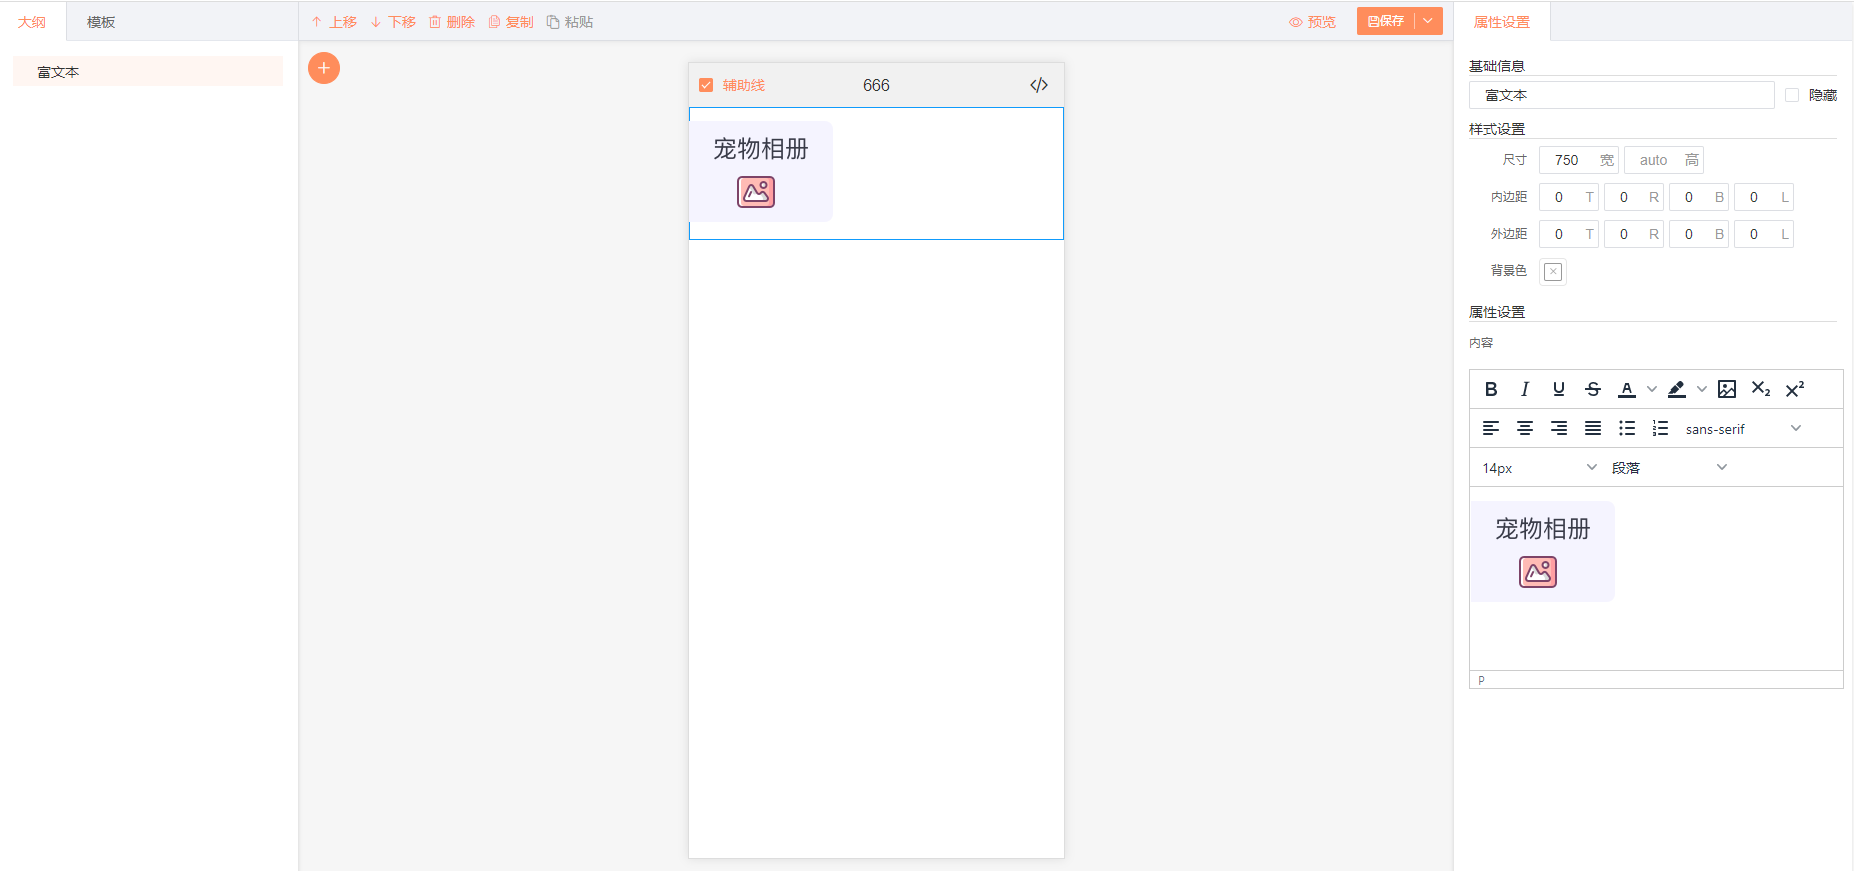 大纲
模板
上移
下移
删除
复制
粘贴
预览
保存
属性设置
富文本
辅助线
666
宠物相册
基础信息
富文本
隐藏
样式设置
尺寸
750 宽
auto 高
内边距
0 T
0 R
0 B
0 L
外边距
0 T
0 R
0 B
0 L
背景色
属性设置
内容
B I U S A X₂ X²
sans-serif
14px
段落
宠物相册
P